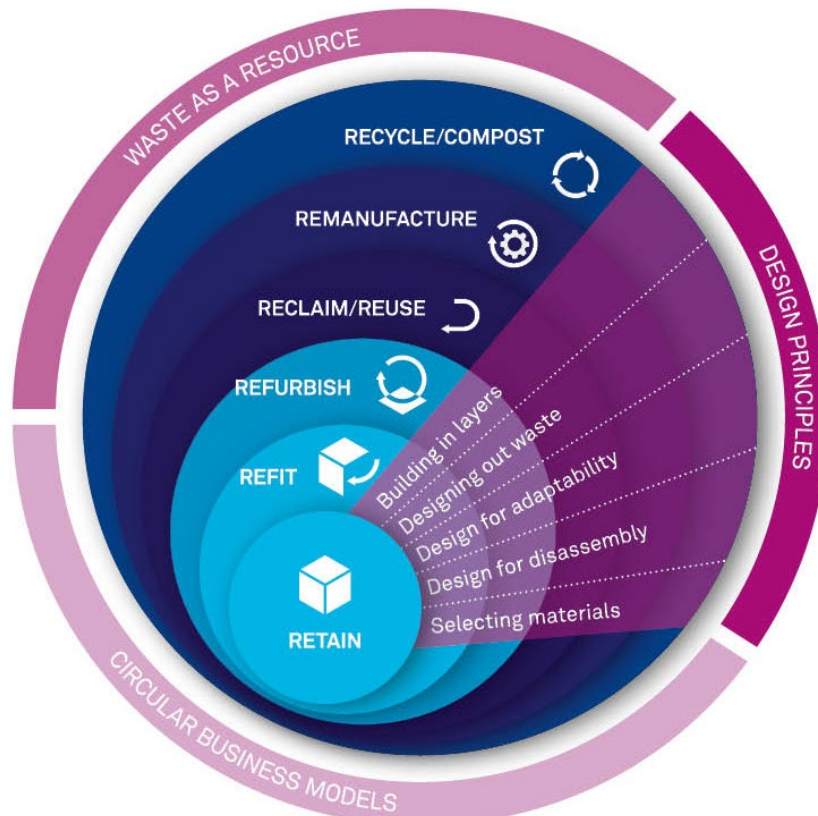 WASTE AS A RESOURCE
RECYCLE/COMPOST
REMANUFACTURE
RECLAIM/REUSE
REFURBISH
REFIT
RETAIN
Building in layers
Designing out waste
Design for adaptability
Design for disassembly
Selecting materials
DESIGN PRINCIPLES
CIRCULAR BUSINESS MODELS